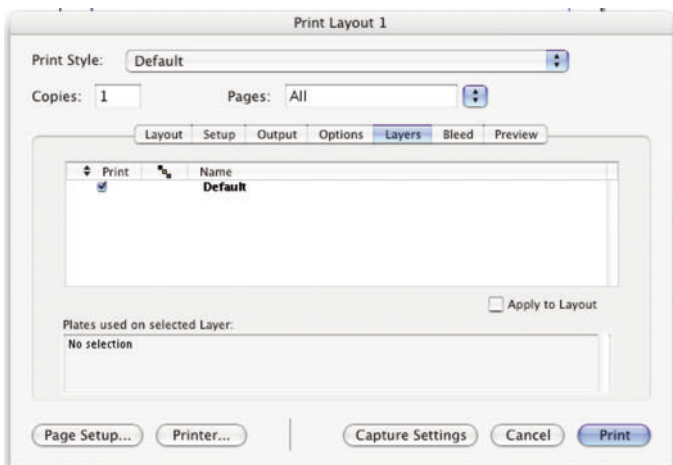 Print Layout 1
Print Style: Default
Copies: 1 Pages: All
Layout Setup Output Options Layers Bleed Preview
Print Name
Default
Apply to Layout
Plates used on selected Layer:
No selection
Page Setup... Printer... Capture Settings Cancel Print